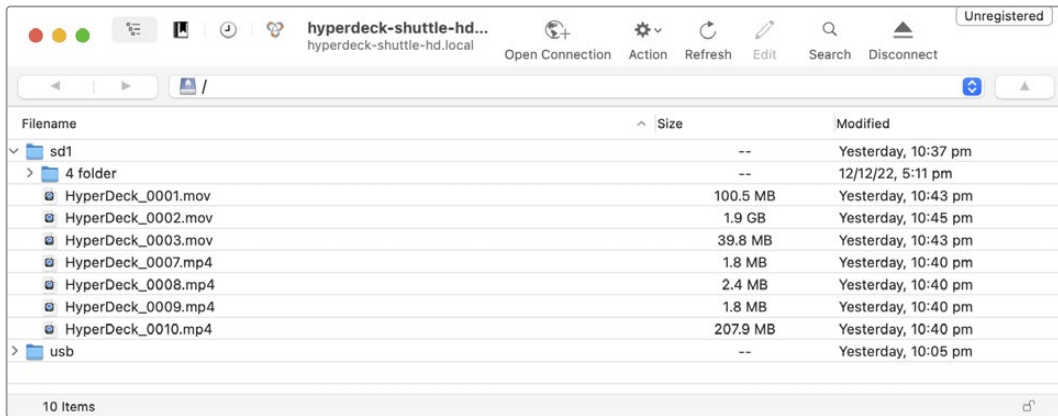 Unregistered
hyperdeck-shuttle-hd...
hyperdeck-shuttle-hd.local
Open Connection Action Refresh Edit Search Disconnect
/
Filename Size Modified
sd1 -- Yesterday, 10:37 pm
4 folder -- 12/12/22, 5:11 pm
HyperDeck_0001.mov 100.5 MB Yesterday, 10:43 pm
HyperDeck_0002.mov 1.9 GB Yesterday, 10:45 pm
HyperDeck_0003.mov 39.8 MB Yesterday, 10:43 pm
HyperDeck_0007.mp4 1.8 MB Yesterday, 10:40 pm
HyperDeck_0008.mp4 2.4 MB Yesterday, 10:40 pm
HyperDeck_0009.mp4 1.8 MB Yesterday, 10:40 pm
HyperDeck_0010.mp4 207.9 MB Yesterday, 10:40 pm
usb -- Yesterday, 10:05 pm
10 Items